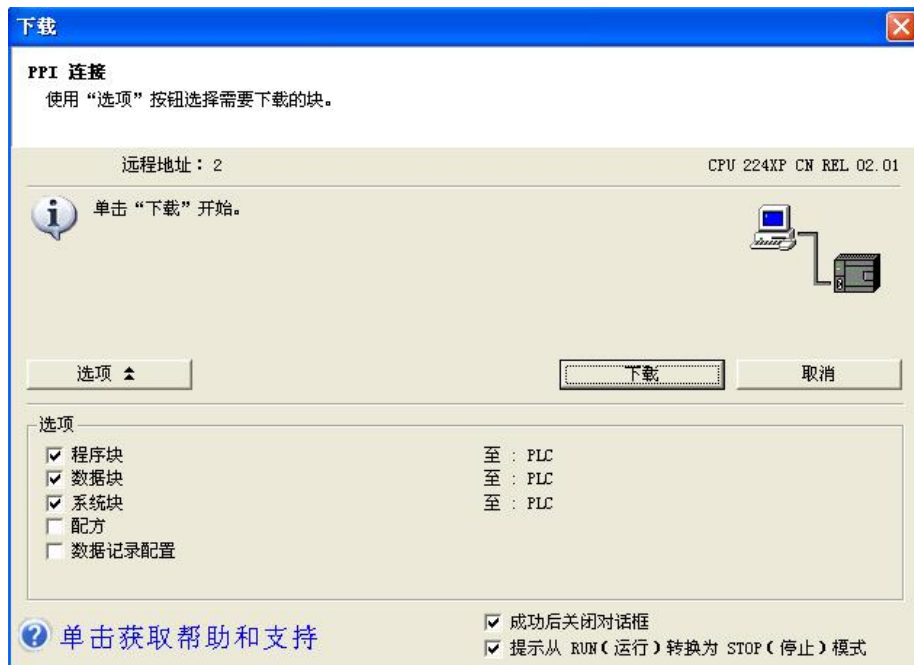 下载
PPI 连接
使用“选项”按钮选择需要下载的块。
远程地址：2 CPU 224XP CN REL 02.01
单击“下载”开始。
选项 下载 取消
选项
程序块 至：PLC
数据块 至：PLC
系统块 至：PLC
配方
数据记录配置
成功后关闭对话框
单击获取帮助和支持
提示从 RUN(运行)转换为 STOP(停止)模式